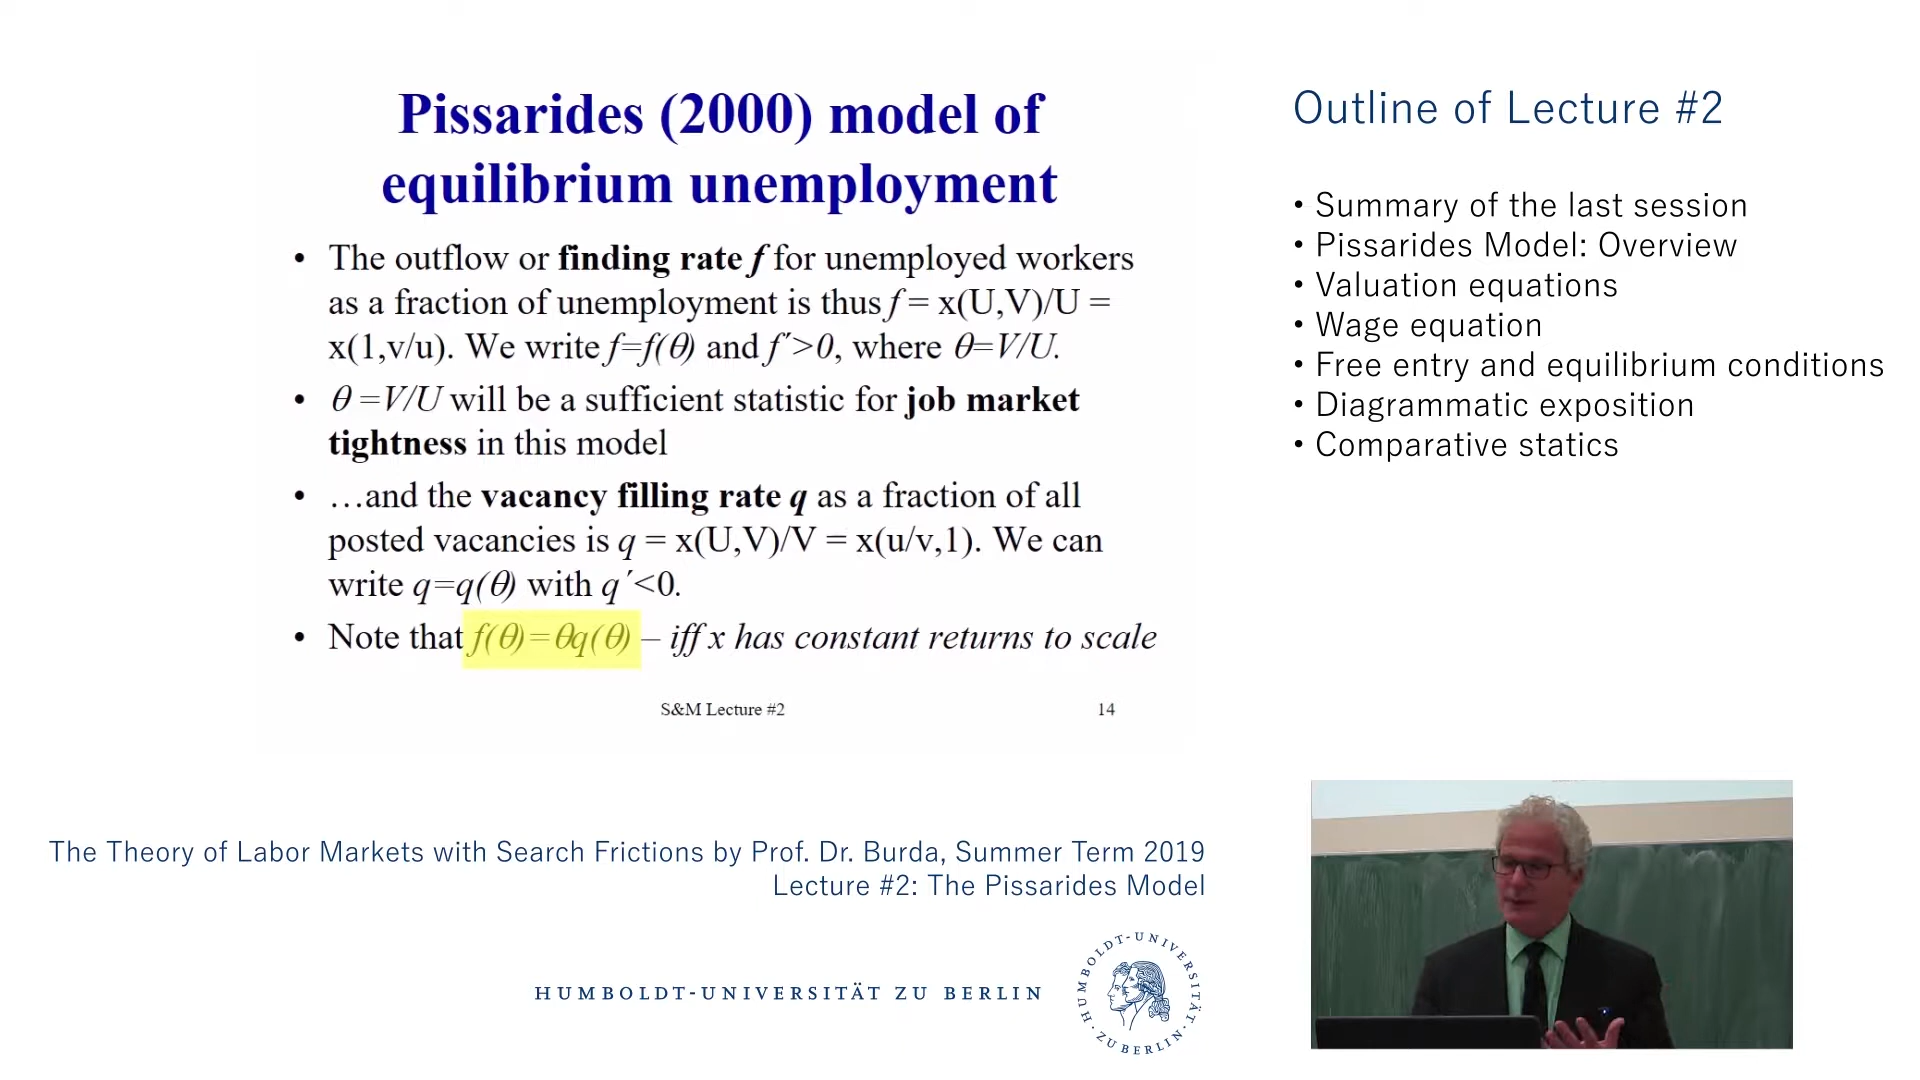 Pissarides (2000) model of
equilibrium unemployment
• The outflow or finding rate f for unemployed workers
as a fraction of unemployment is thus f = x(U,V)/U =
x(1,v/u). We write f=f(θ) and f´>0, where θ=V/U.
• θ =V/U will be a sufficient statistic for job market
tightness in this model
• …and the vacancy filling rate q as a fraction of all
posted vacancies is q = x(U,V)/V = x(u/v,1). We can
write q=q(θ) with q´<0.
• Note that f(θ)=θq(θ) – iff x has constant returns to scale
S&M Lecture #2
14
Outline of Lecture #2
• Summary of the last session
• Pissarides Model: Overview
• Valuation equations
• Wage equation
• Free entry and equilibrium conditions
• Diagrammatic exposition
• Comparative statics
The Theory of Labor Markets with Search Frictions by Prof. Dr. Burda, Summer Term 2019
Lecture #2: The Pissarides Model
HUMBOLDT-UNIVERSITÄT ZU BERLIN
HUMBOLDT-UNIVERSITÄT · ZU BERLIN ·